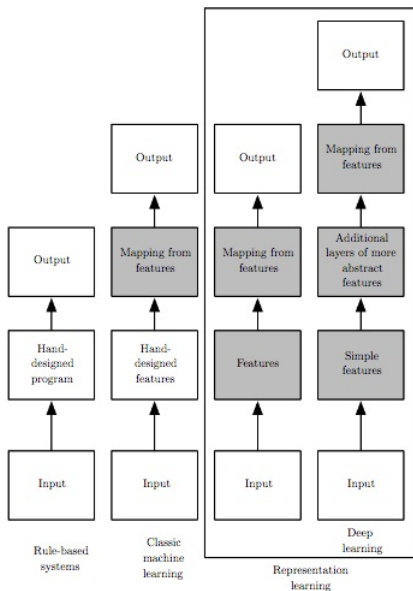 Output
Output
Output
Mapping from
features
Output
Mapping from
features
Mapping from
features
Additional
layers of more
abstract
features
Hand-
designed
program
Hand-
designed
features
Features
Simple
features
Input
Input
Input
Input
Rule-based
systems
Classic
machine
learning
Representation
learning
Deep
learning